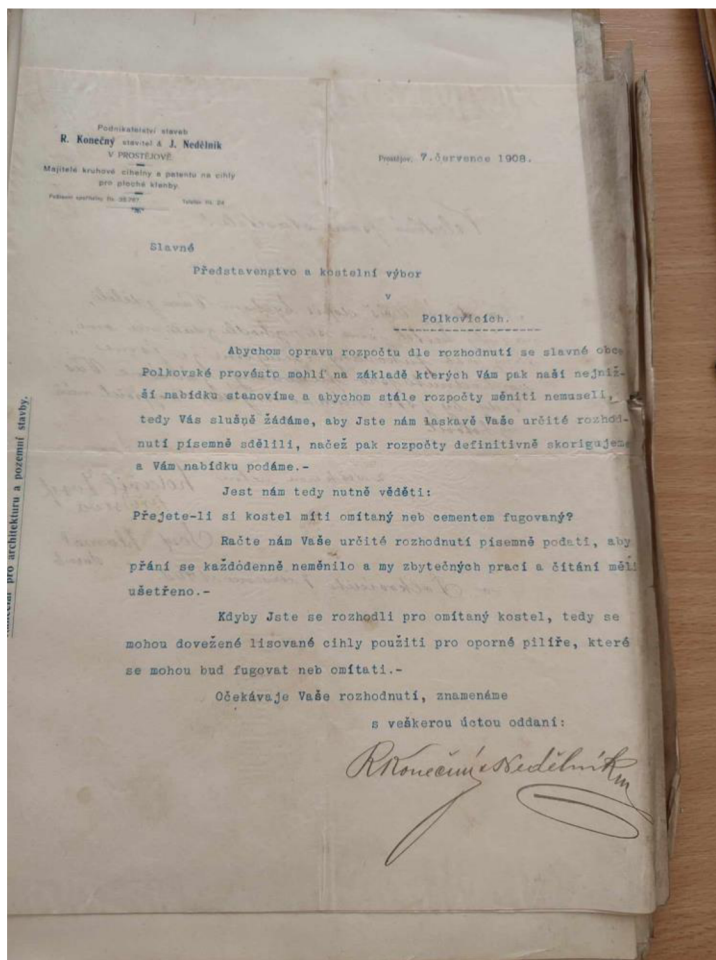 Podnikatelství staveb
R. Konečný stavitel & J. Nedělník
V PROSTĚJOVĚ
Majitelé kruhové cihelny a patentu na cihly
pro ploché klenby.
Prostějov, 7. července 1908.
Slavné
Představenstvo a kostelní výbor
v
Polkovicích.
Abychom opravu rozpočtu dle rozhodnutí se slavné obce
Polkovské provésto mohli na základě kterých Vám pak naší nejniž-
ší nabídku stanovíme a abychom stále rozpočty měniti nemuseli,
tedy Vás slušně žádáme, aby Jste nám laskavě Vaše určité rozhod-
nutí písemně sdělili, načež pak rozpočty definitivně skorigujeme
a Vám nabídku podáme.-
Jest nám tedy nutně věděti:
Přejete-li si kostel míti omítaný neb cementem fugovaný?
Račte nám Vaše určité rozhodnutí písemně podati, aby
přání se každódenně neměnilo a my zbytečných prací a čítání měli
ušetřeno.-
Kdyby Jste se rozhodli pro omítaný kostel, tedy se
mohou dovežené lisované cihly použíti pro oporné pilíře, které
se mohou bud fugovat neb omítati.-
Očekávaje Vaše rozhodnutí, znamenáme
s veškerou úctou oddaní:
RKonečný & Nedělník
pro architekturu a pozemní stavby.